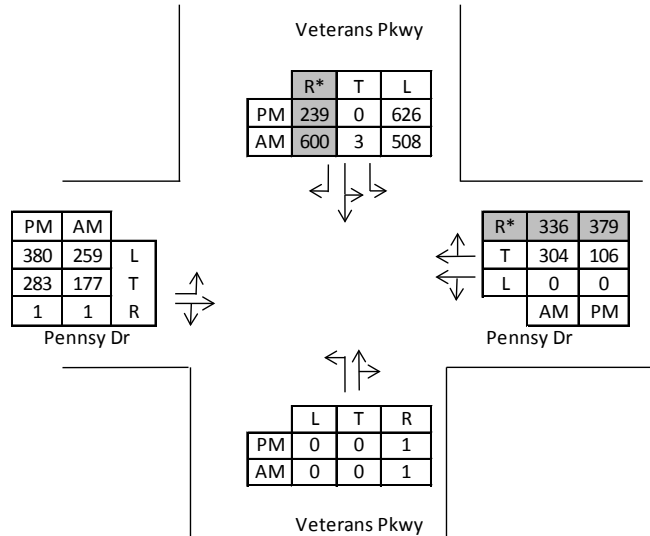 Veterans Pkwy
R* T L
PM 239 0 626
AM 600 3 508
PM AM
380 259 L
283 177 T
1 1 R
Pennsy Dr
R* 336 379
T 304 106
L 0 0
AM PM
Pennsy Dr
L T R
PM 0 0 1
AM 0 0 1
Veterans Pkwy